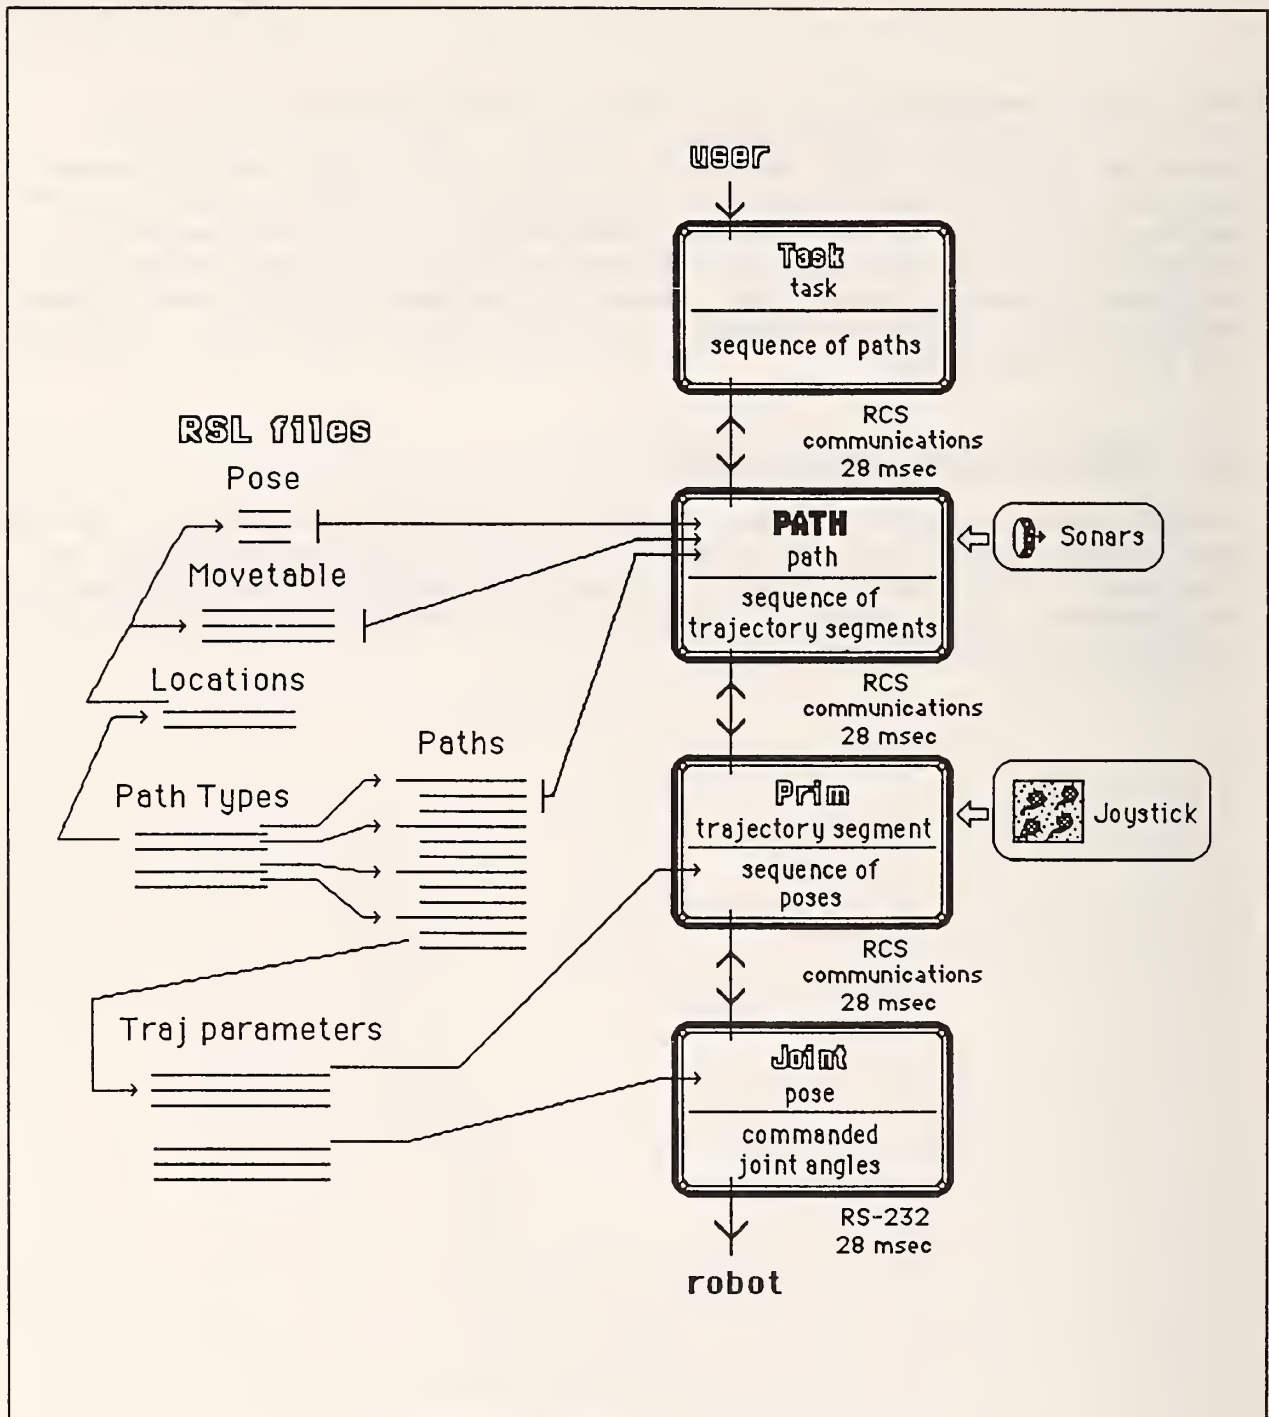 user
Task
task
sequence of paths
RCS
communications
28 msec
RSL files
Pose
Movetable
Locations
Path Types
Paths
Traj parameters
PATH
path
sequence of
trajectory segments
Sonars
RCS
communications
28 msec
Prim
trajectory segment
sequence of
poses
Joystick
RCS
communications
28 msec
Joint
pose
commanded
joint angles
RS-232
28 msec
robot